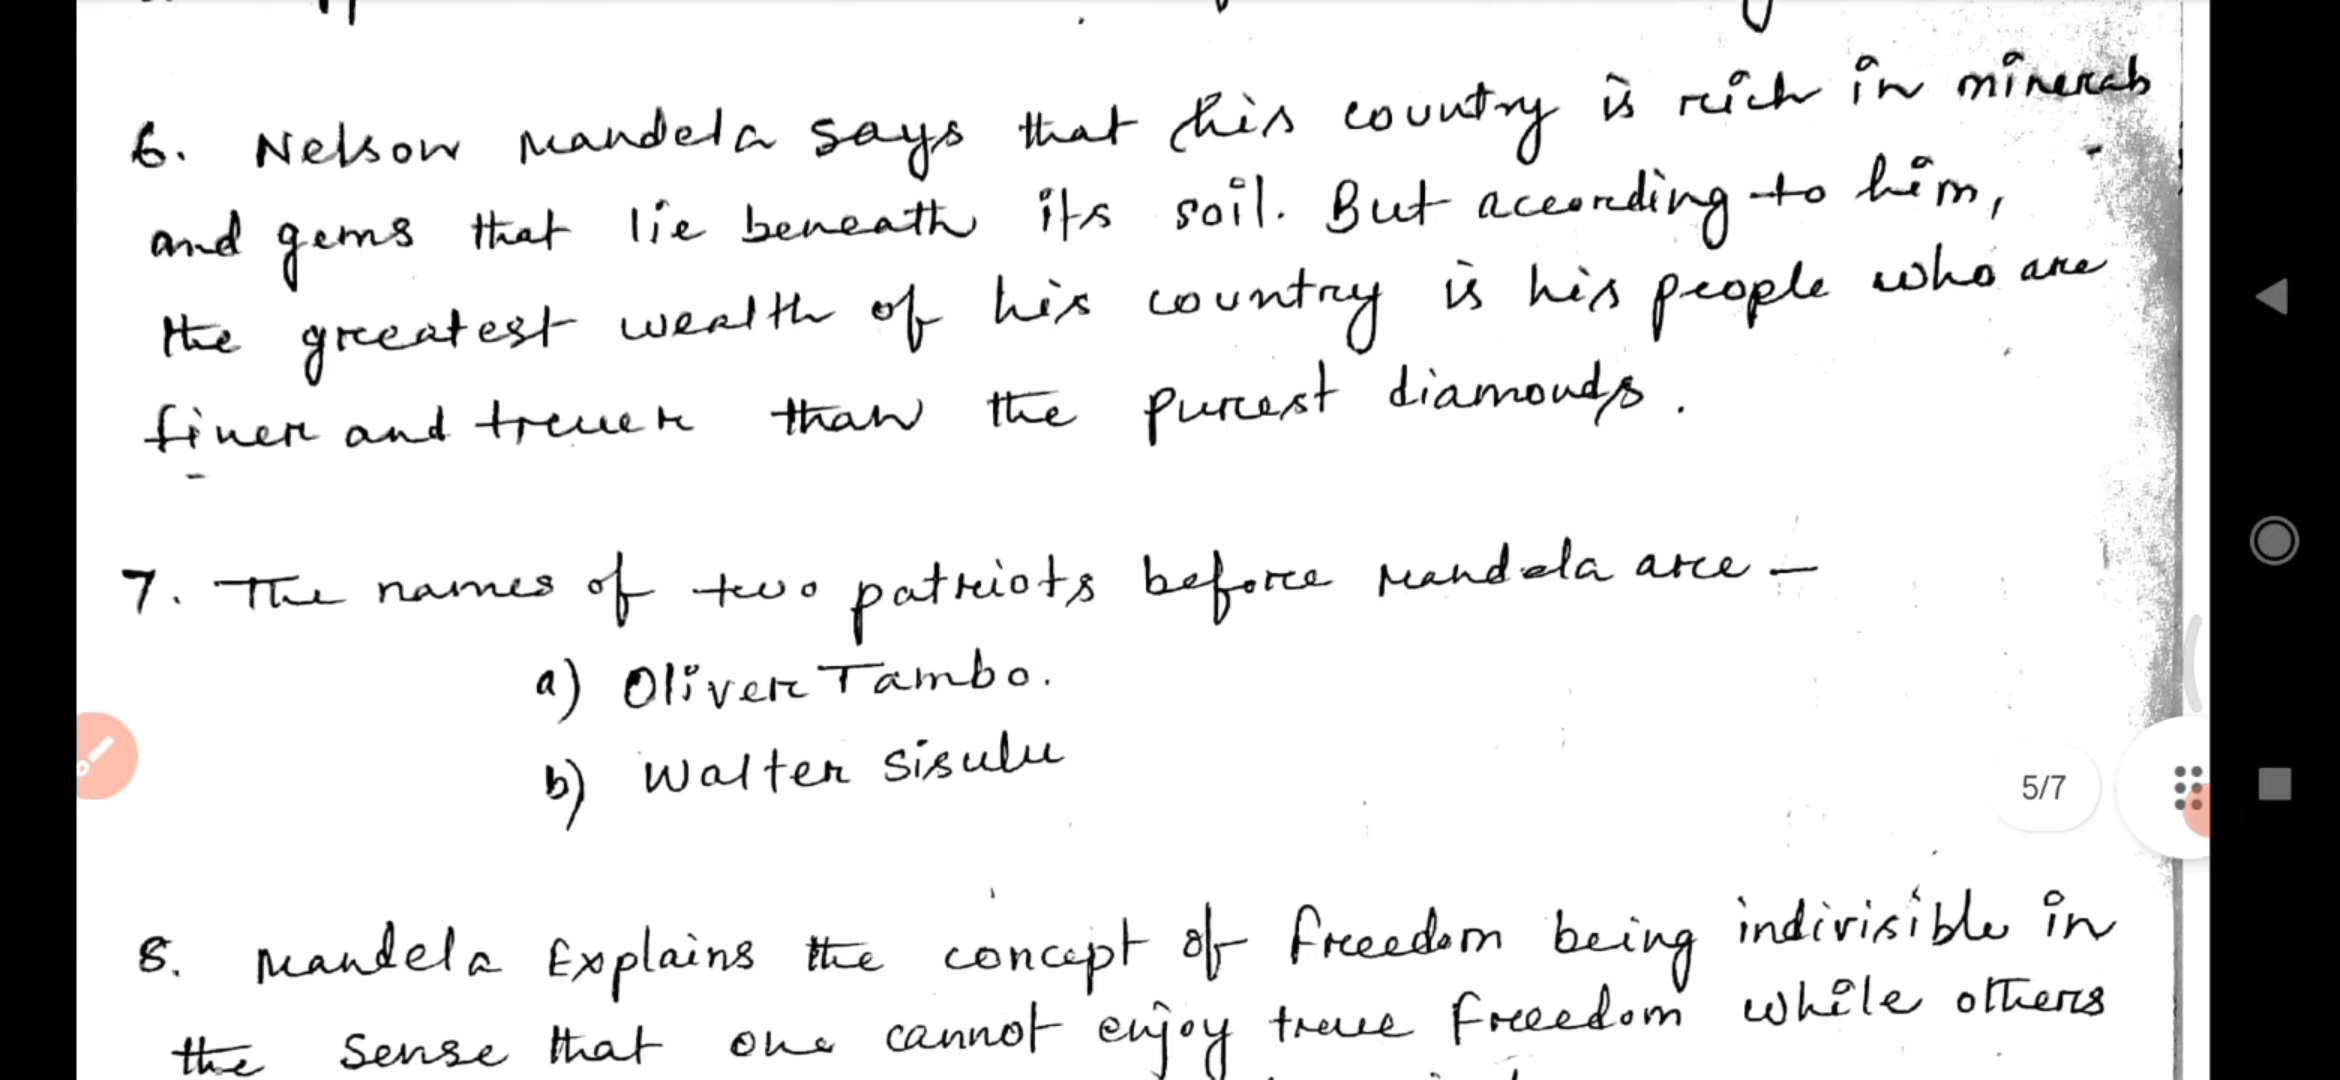 6. Nelson Mandela says that this country is rich in minerals
and gems that lie beneath its soil. But according to him,
the greatest wealth of his country is his people who are
finer and truer than the purest diamonds.
7. The names of two patriots before Mandela are –
a) Oliver Tambo.
b) Walter Sisulu
5/7
8. Mandela Explains the concept of freedom being indivisible in
the sense that one cannot enjoy true freedom while others